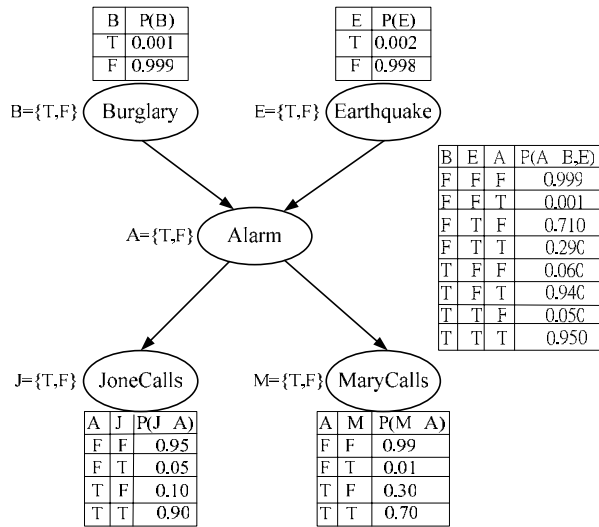 B P(B)
T 0.001
F 0.999
E P(E)
T 0.002
F 0.998
B={T,F} Burglary
E={T,F} Earthquake
B E A P(A B,E)
F F F 0.999
F F T 0.001
F T F 0.710
F T T 0.290
T F F 0.060
T F T 0.940
T T F 0.050
T T T 0.950
A={T,F} Alarm
J={T,F} JoneCalls
M={T,F} MaryCalls
A J P(J A)
F F 0.95
F T 0.05
T F 0.10
T T 0.90
A M P(M A)
F F 0.99
F T 0.01
T F 0.30
T T 0.70